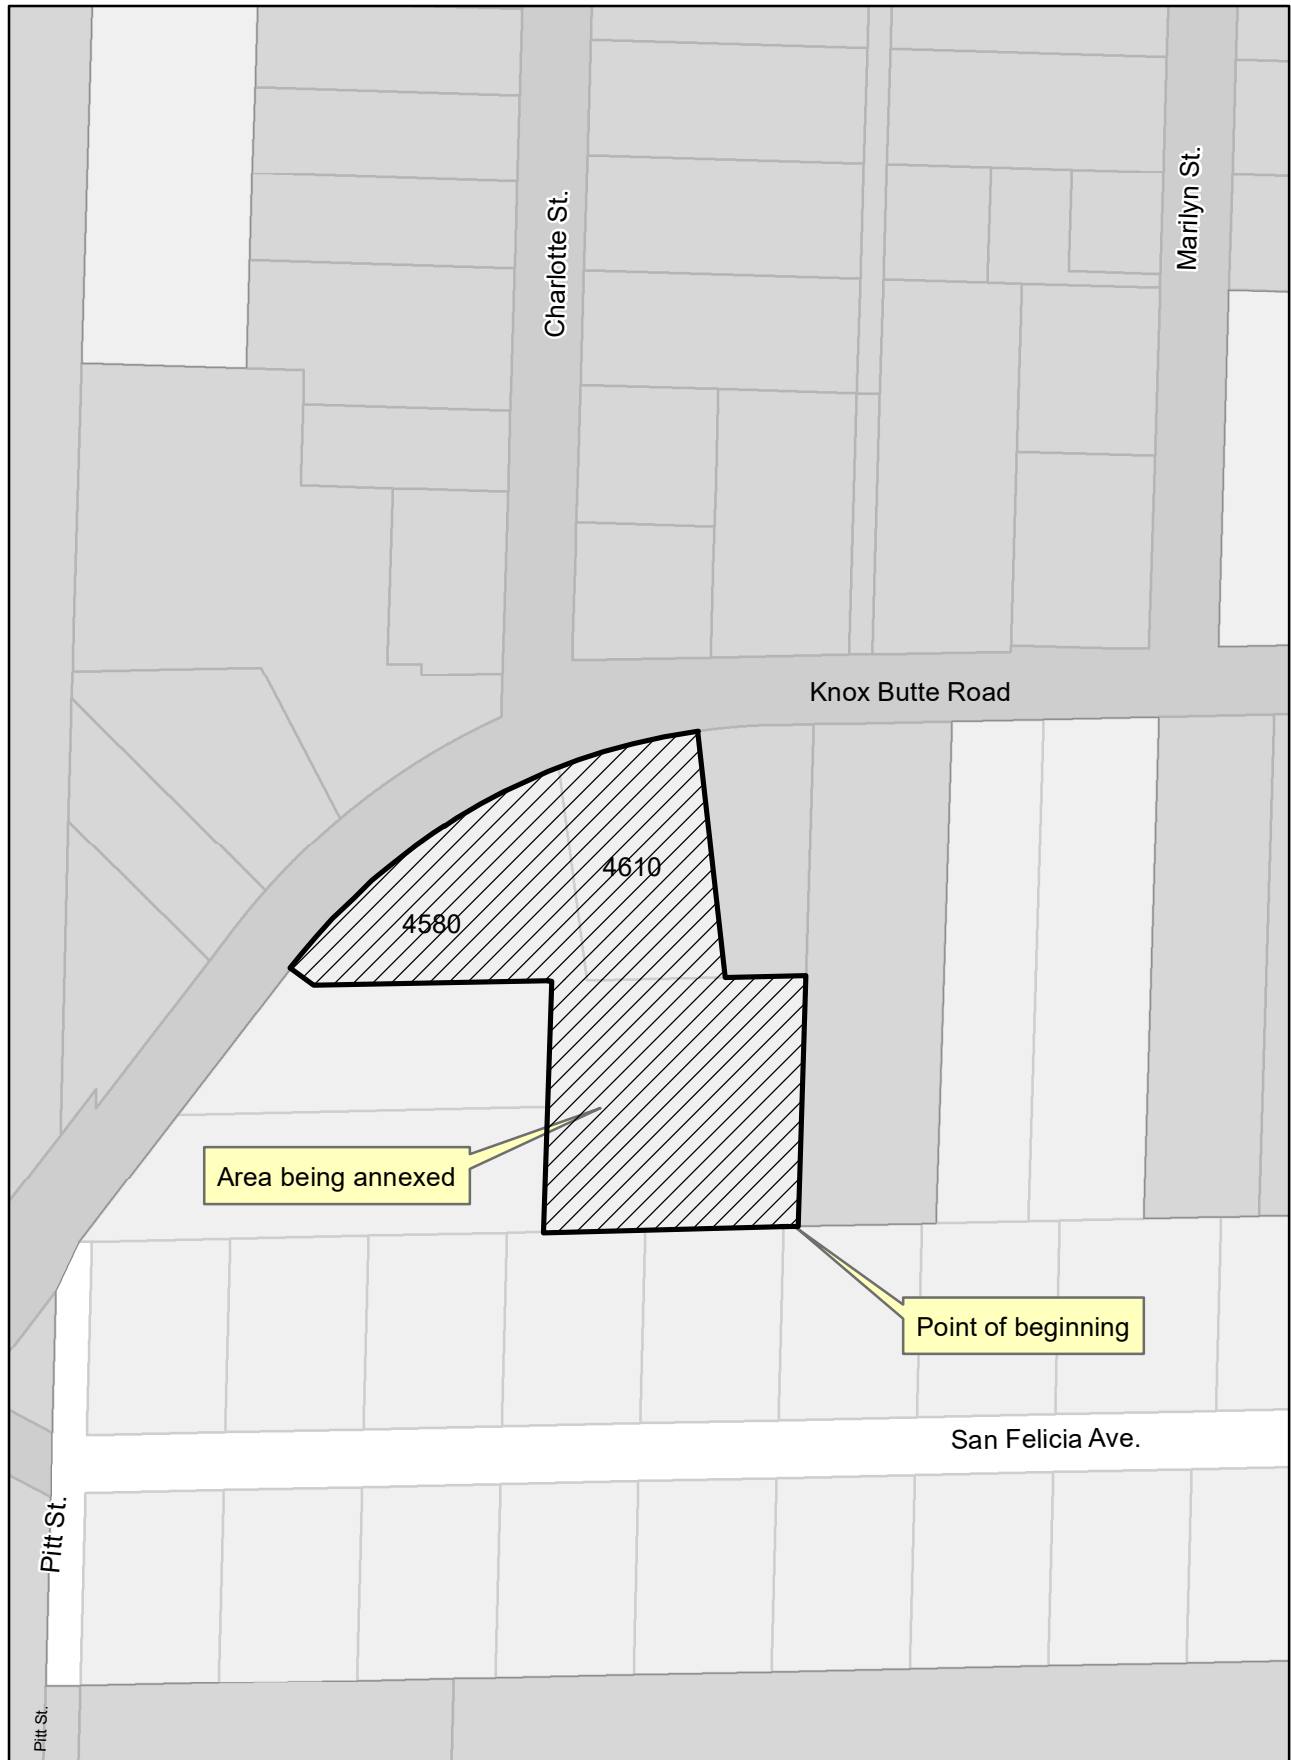 Charlotte St.
Marilyn St.
Knox Butte Road
4610
4580
Area being annexed
Point of beginning
San Felicia Ave.
Pitt St.
Pitt St.